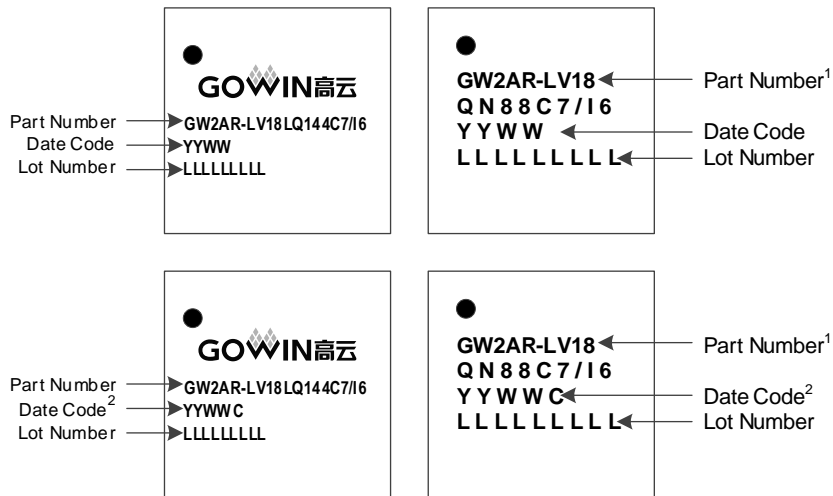 GOWIN高云
Part Number GW2AR-LV18LQ144C7/I6
Date Code YYWW
Lot Number LLLLLLLLL
GW2AR-LV18 Part Number¹
QN88C7/I6
YYWW Date Code
LLLLLLLLL Lot Number
GOWIN高云
Part Number GW2AR-LV18LQ144C7/I6
Date Code² YYWWC
Lot Number LLLLLLLLL
GW2AR-LV18 Part Number¹
QN88C7/I6
YYWWC Date Code²
LLLLLLLLL Lot Number